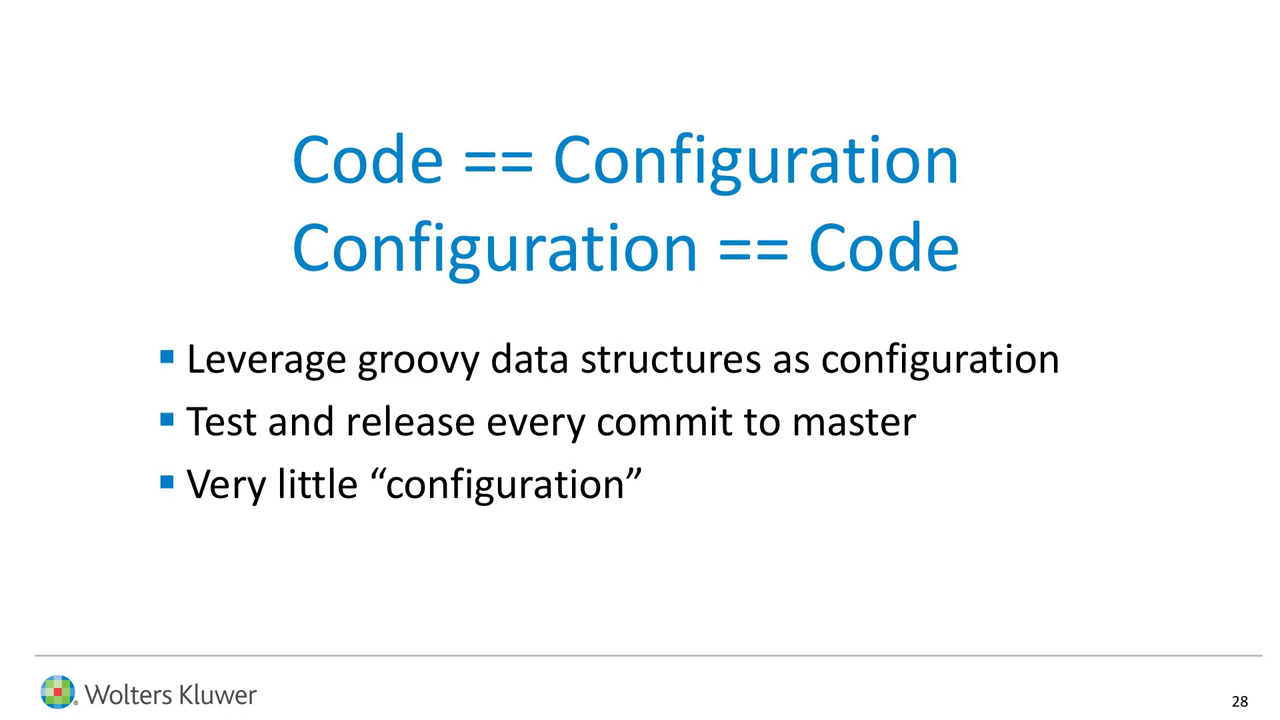 Code == Configuration
Configuration == Code
▪ Leverage groovy data structures as configuration
▪ Test and release every commit to master
▪ Very little “configuration”
Wolters Kluwer
28